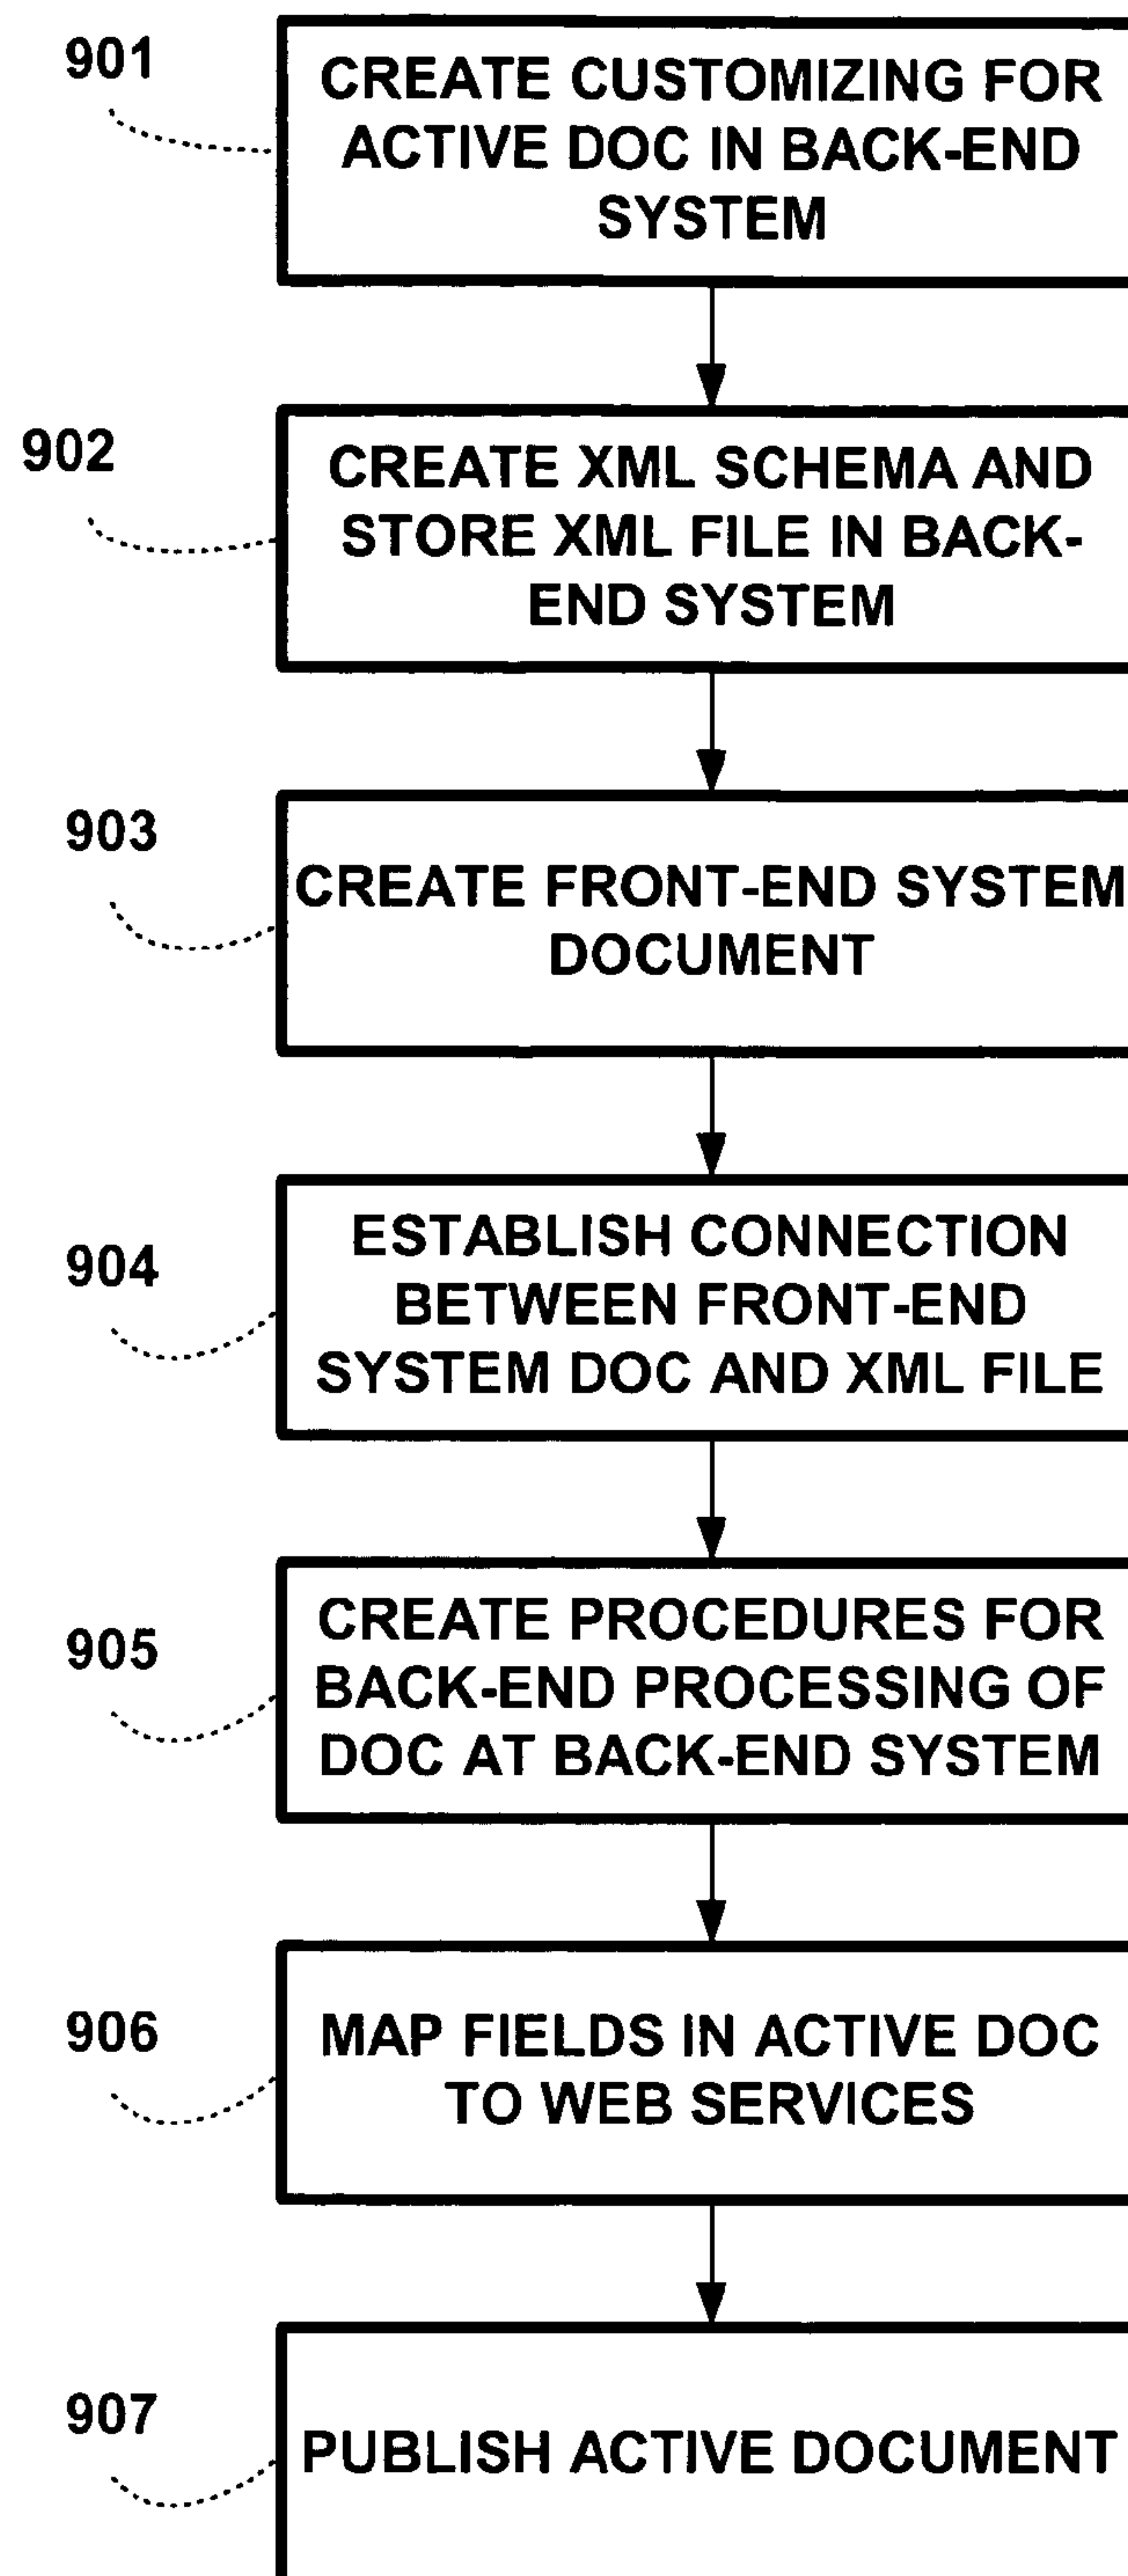 901
CREATE CUSTOMIZING FOR
ACTIVE DOC IN BACK-END
SYSTEM
902
CREATE XML SCHEMA AND
STORE XML FILE IN BACK-
END SYSTEM
903
CREATE FRONT-END SYSTEM
DOCUMENT
904
ESTABLISH CONNECTION
BETWEEN FRONT-END
SYSTEM DOC AND XML FILE
905
CREATE PROCEDURES FOR
BACK-END PROCESSING OF
DOC AT BACK-END SYSTEM
906
MAP FIELDS IN ACTIVE DOC
TO WEB SERVICES
907
PUBLISH ACTIVE DOCUMENT